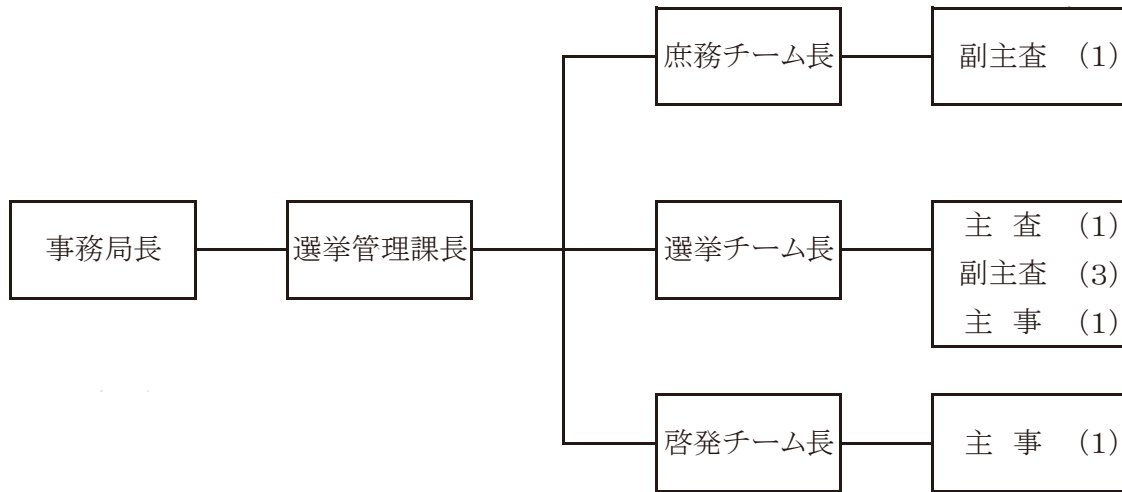 庶務チーム長
副主査 (1)
事務局長
選挙管理課長
選挙チーム長
主 査 (1)
副主査 (3)
主 事 (1)
啓発チーム長
主 事 (1)